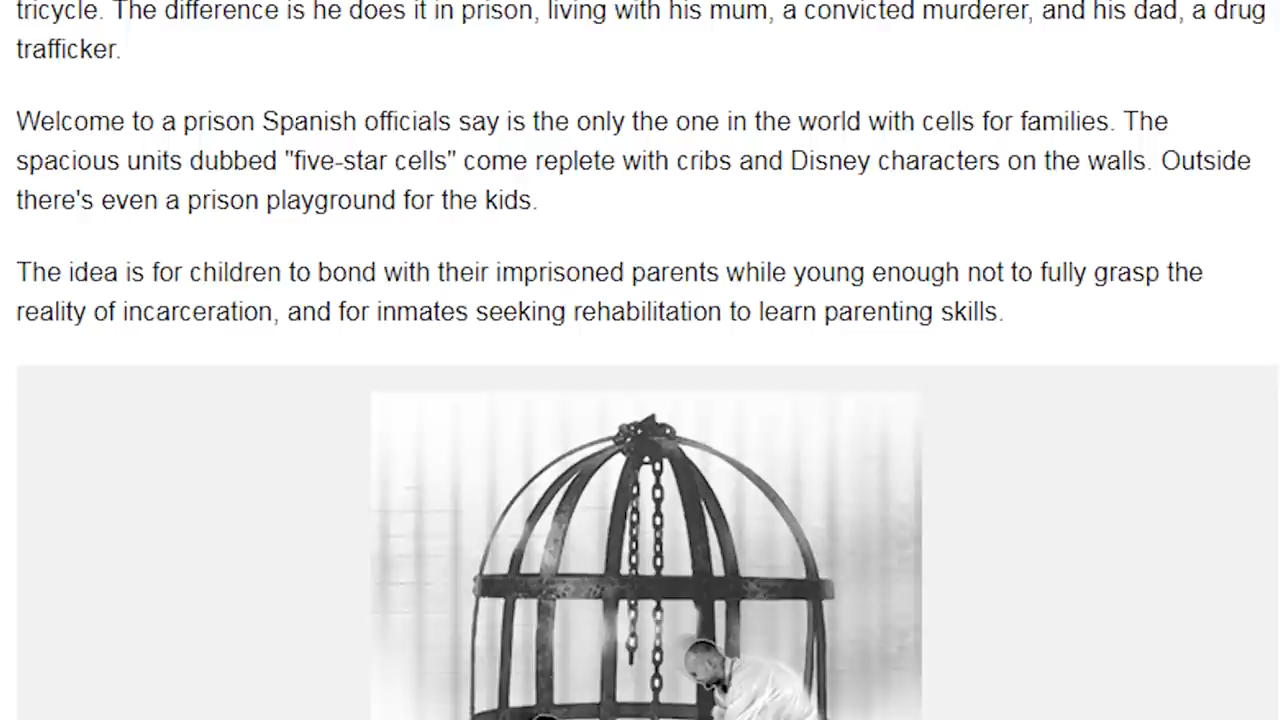 tricycle. The difference is he does it in prison, living with his mum, a convicted murderer, and his dad, a drug
trafficker.
Welcome to a prison Spanish officials say is the only the one in the world with cells for families. The
spacious units dubbed "five-star cells" come replete with cribs and Disney characters on the walls. Outside
there's even a prison playground for the kids.
The idea is for children to bond with their imprisoned parents while young enough not to fully grasp the
reality of incarceration, and for inmates seeking rehabilitation to learn parenting skills.